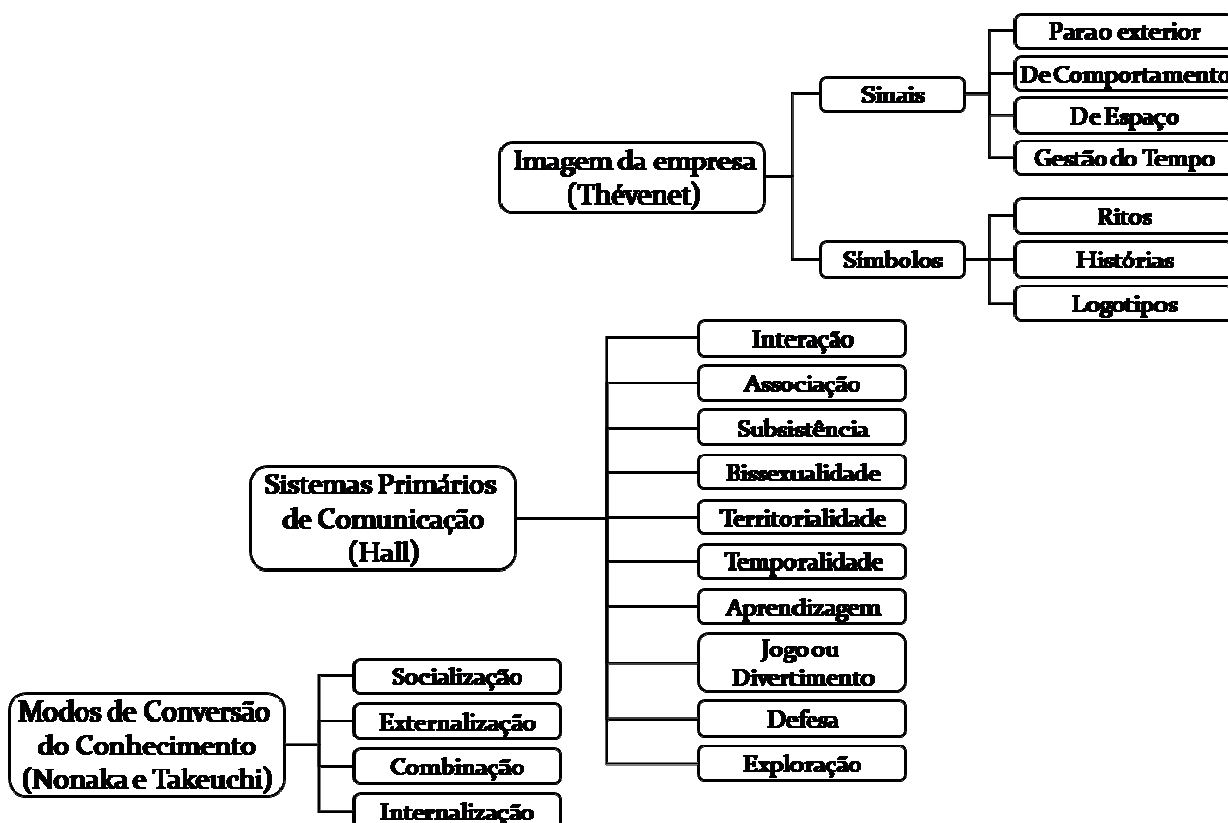 Imagem da empresa
(Thévenet)
Sinais
Para o exterior
De Comportamento
De Espaço
Gestão do Tempo
Símbolos
Ritos
Histórias
Logotipos
Sistemas Primários
de Comunicação
(Hall)
Interação
Associação
Subsistência
Bissexualidade
Territorialidade
Temporalidade
Aprendizagem
Jogo ou
Divertimento
Defesa
Exploração
Modos de Conversão
do Conhecimento
(Nonaka e Takeuchi)
Socialização
Externalização
Combinação
Internalização